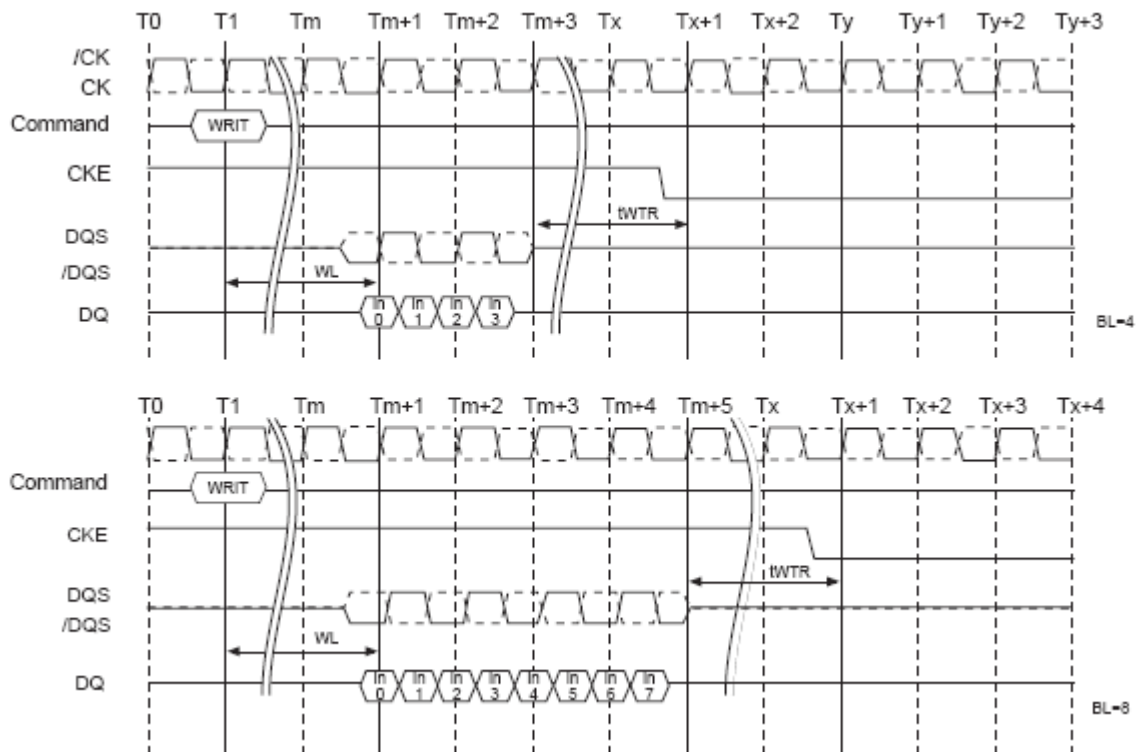 T0 T1 Tm Tm+1 Tm+2 Tm+3 Tx Tx+1 Tx+2 Ty Ty+1 Ty+2 Ty+3
/CK
CK
Command WRIT
CKE
tWTR
DQS
/DQS
WL
DQ In 0 In 1 In 2 In 3
BL=4
T0 T1 Tm Tm+1 Tm+2 Tm+3 Tm+4 Tm+5 Tx Tx+1 Tx+2 Tx+3 Tx+4
Command WRIT
CKE
tWTR
DQS
/DQS
WL
DQ In 0 In 1 In 2 In 3 In 4 In 5 In 6 In 7
BL=8